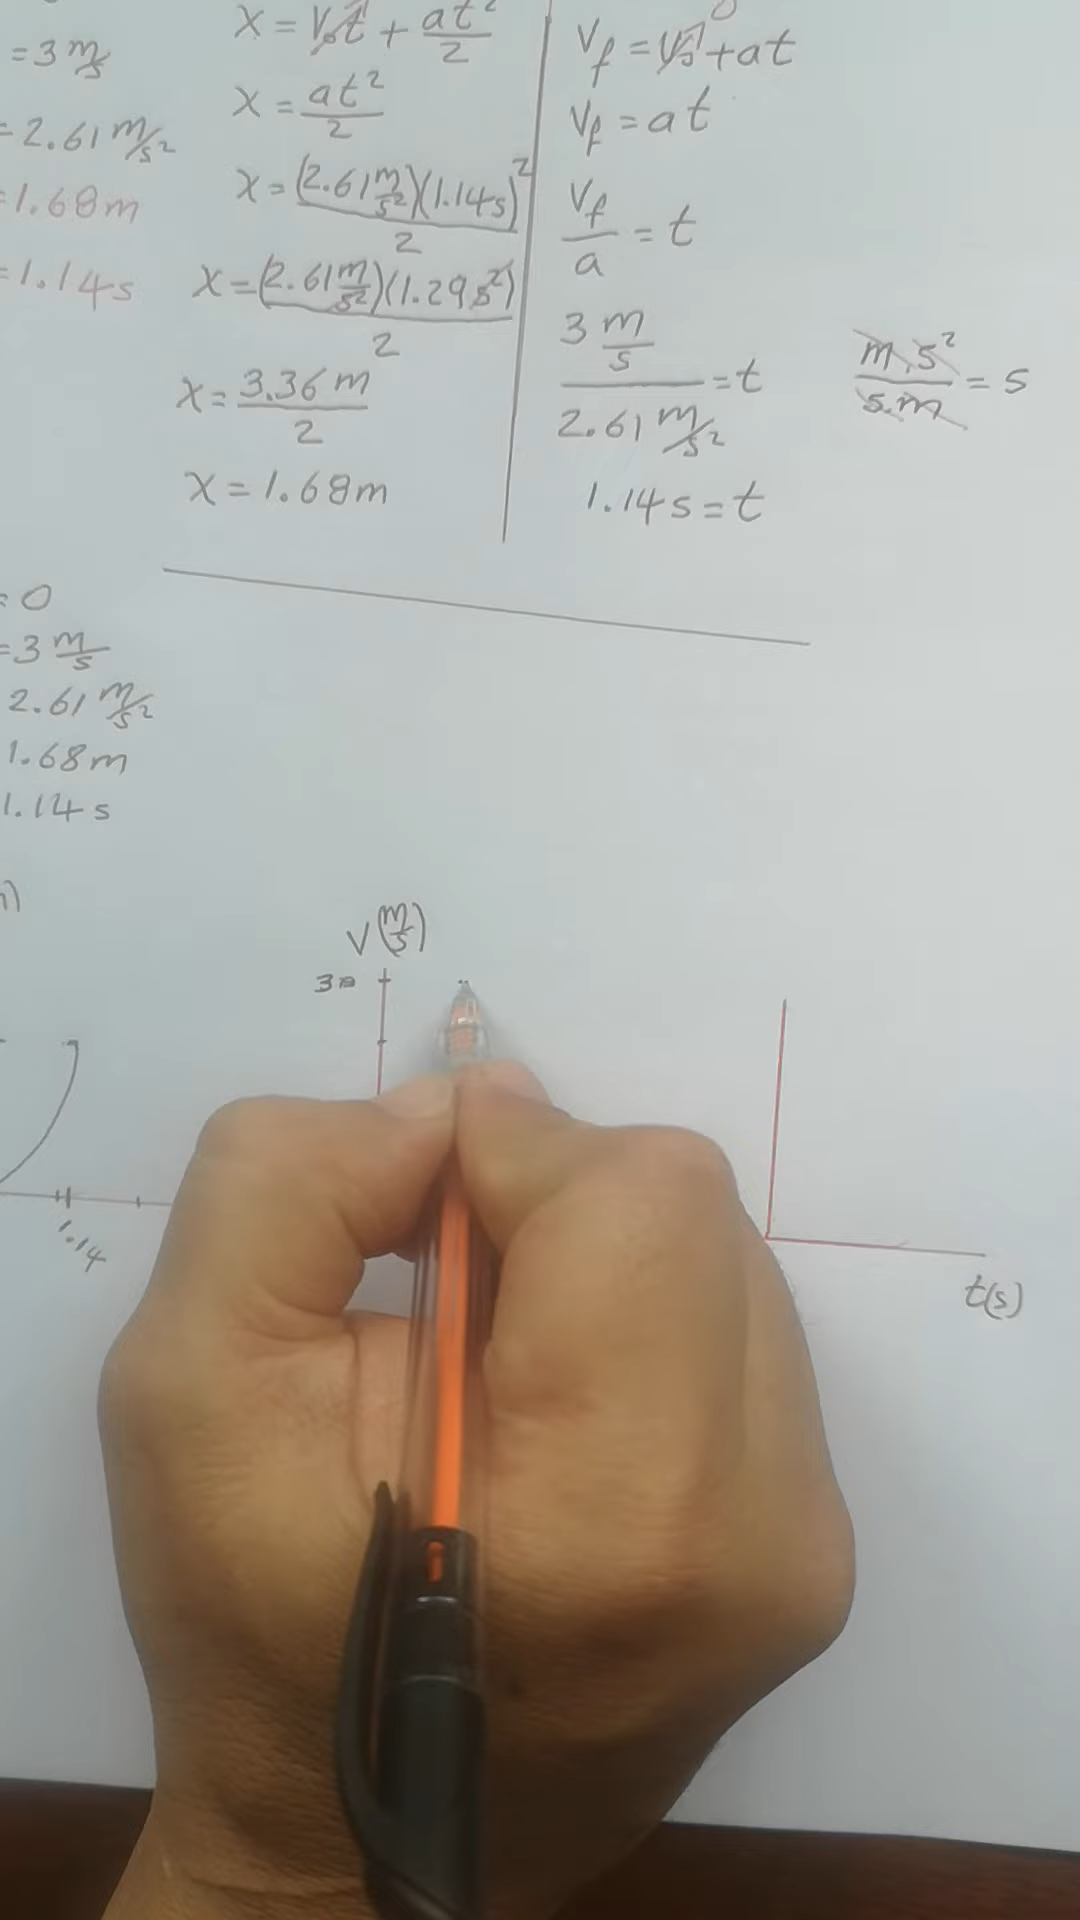 = 3 m/s
= 2.61 m/s²
= 1.68m
= 1.14s
x = V₀t + at²/2
x = at²/2
x = (2.61 m/s²)(1.14s)²/2
x = (2.61 m/s²)(1.29s²)/2
x = 3.36m/2
x = 1.68m
0
Vf = V₀ + at
Vf = at
Vf/a = t
3 m/s / 2.61 m/s² = t
1.14s = t
m.s²/s.m = s
= 0
= 3 m/s
2.61 m/s²
1.68m
1.14s
V(m/s)
3
1.14
t(s)